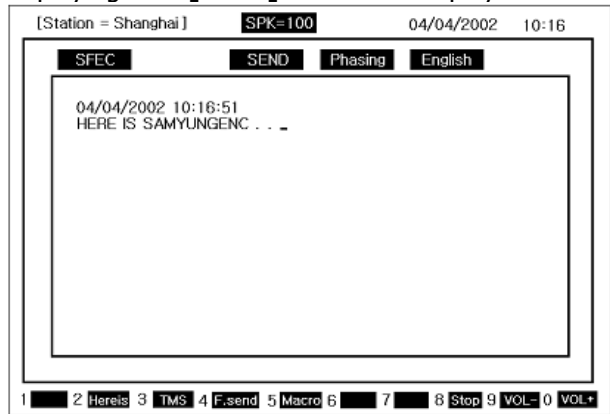 [Station = Shanghai] SPK=100 04/04/2002 10:16
SFEC SEND Phasing English
04/04/2002 10:16:51
HERE IS SAMYUNGENC . . _
1 2 Hereis 3 TMS 4 F.send 5 Macro 6 7 8 Stop 9 VOL- 0 VOL+